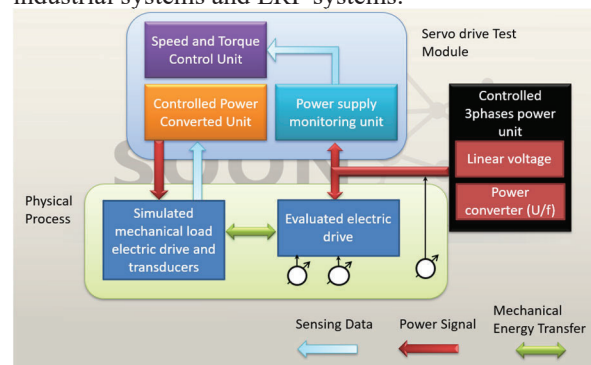 industrial systems and ERP systems.
Speed and Torque
Control Unit
Servo drive Test
Module
Controlled Power
Converted Unit
Power supply
monitoring unit
Controlled
3phases power
unit
Linear voltage
Power
converter (U/f)
SOON
Physical
Process
Simulated
mechanical load
electric drive and
transducers
Evaluated electric
drive
Sensing Data
Power Signal
Mechanical
Energy Transfer